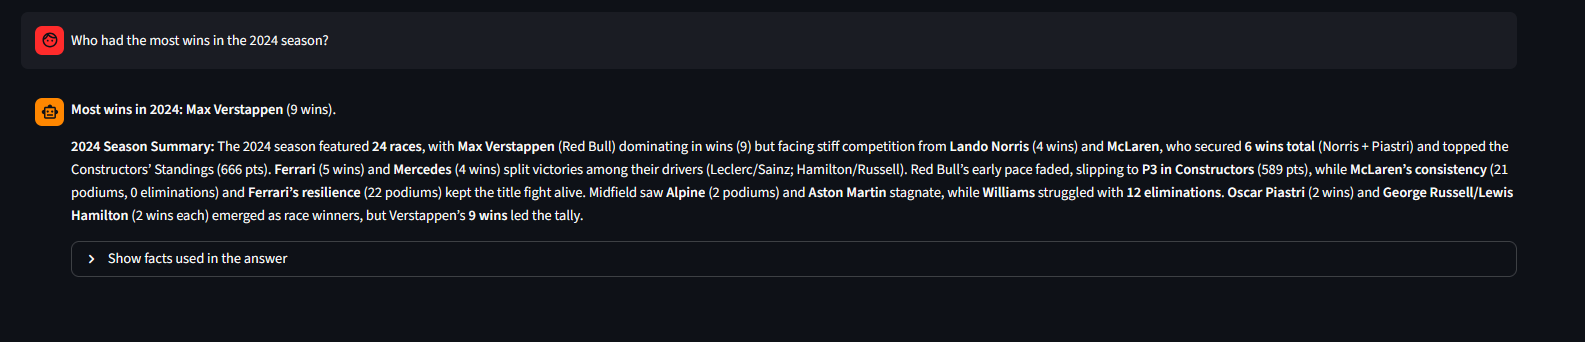 Who had the most wins in the 2024 season?
Most wins in 2024: Max Verstappen (9 wins).
2024 Season Summary: The 2024 season featured 24 races, with Max Verstappen (Red Bull) dominating in wins (9) but facing stiff competition from Lando Norris (4 wins) and McLaren, who secured 6 wins total (Norris + Piastri) and topped the
Constructors’ Standings (666 pts). Ferrari (5 wins) and Mercedes (4 wins) split victories among their drivers (Leclerc/Sainz; Hamilton/Russell). Red Bull’s early pace faded, slipping to P3 in Constructors (589 pts), while McLaren’s consistency (21
podiums, 0 eliminations) and Ferrari’s resilience (22 podiums) kept the title fight alive. Midfield saw Alpine (2 podiums) and Aston Martin stagnate, while Williams struggled with 12 eliminations. Oscar Piastri (2 wins) and George Russell/Lewis
Hamilton (2 wins each) emerged as race winners, but Verstappen’s 9 wins led the tally.
Show facts used in the answer